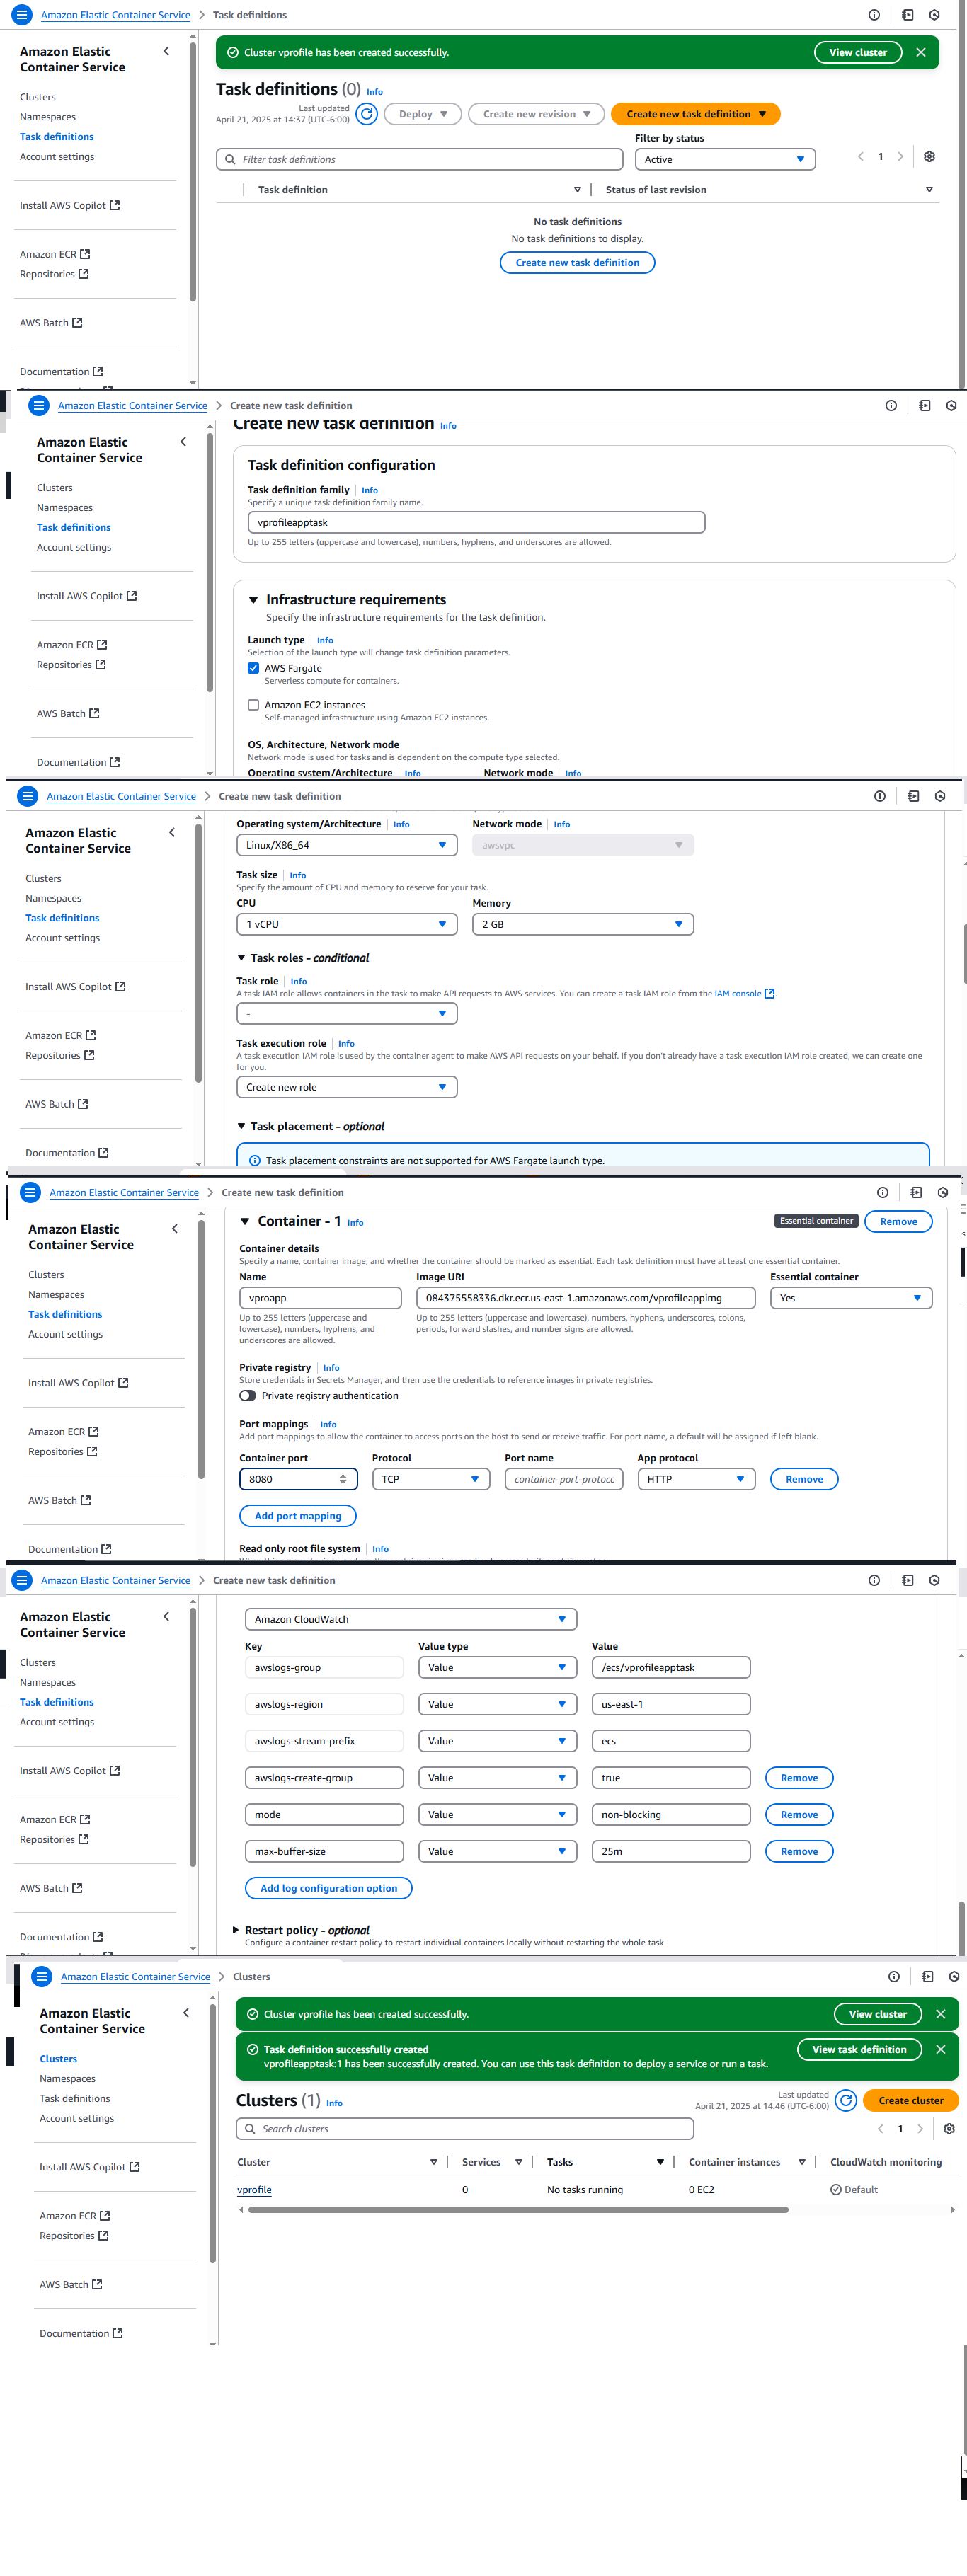 Amazon Elastic Container Service > Task definitions
Amazon Elastic
Container Service
Clusters
Namespaces
Task definitions
Account settings
Install AWS Copilot
Amazon ECR
Repositories
AWS Batch
Documentation
Cluster vprofile has been created successfully.
View cluster
Task definitions (0) Info
Last updated
April 21, 2025 at 14:37 (UTC-6:00)
Deploy
Create new revision
Create new task definition
Filter by status
Filter task definitions
Active
1
Task definition
Status of last revision
No task definitions
No task definitions to display.
Create new task definition
Amazon Elastic Container Service > Create new task definition
Amazon Elastic
Container Service
Clusters
Namespaces
Task definitions
Account settings
Install AWS Copilot
Amazon ECR
Repositories
AWS Batch
Documentation
Create new task definition Info
Task definition configuration
Task definition family Info
Specify a unique task definition family name.
vprofileapptask
Up to 255 letters (uppercase and lowercase), numbers, hyphens, and underscores are allowed.
Infrastructure requirements
Specify the infrastructure requirements for the task definition.
Launch type Info
Selection of the launch type will change task definition parameters.
AWS Fargate
Serverless compute for containers.
Amazon EC2 instances
Self-managed infrastructure using Amazon EC2 instances.
OS, Architecture, Network mode
Network mode is used for tasks and is dependent on the compute type selected.
Operating system/Architecture Info Network mode Info
Amazon Elastic Container Service > Create new task definition
Amazon Elastic
Container Service
Clusters
Namespaces
Task definitions
Account settings
Install AWS Copilot
Amazon ECR
Repositories
AWS Batch
Documentation
Operating system/Architecture Info Network mode Info
Linux/X86_64 awsvpc
Task size Info
Specify the amount of CPU and memory to reserve for your task.
CPU Memory
1 vCPU 2 GB
Task roles - conditional
Task role Info
A task IAM role allows containers in the task to make API requests to AWS services. You can create a task IAM role from the IAM console.
-
Task execution role Info
A task execution IAM role is used by the container agent to make AWS API requests on your behalf. If you don't already have a task execution IAM role created, we can create one
for you.
Create new role
Task placement - optional
Task placement constraints are not supported for AWS Fargate launch type.
Amazon Elastic Container Service > Create new task definition
Amazon Elastic
Container Service
Clusters
Namespaces
Task definitions
Account settings
Install AWS Copilot
Amazon ECR
Repositories
AWS Batch
Documentation
Container - 1 Info
Essential container
Remove
Container details
Specify a name, container image, and whether the container should be marked as essential. Each task definition must have at least one essential container.
Name Image URI Essential container
vproapp 084375558336.dkr.ecr.us-east-1.amazonaws.com/vprofileappimg Yes
Up to 255 letters (uppercase and
lowercase), numbers, hyphens, and
underscores are allowed.
Up to 255 letters (uppercase and lowercase), numbers, hyphens, underscores, colons,
periods, forward slashes, and number signs are allowed.
Private registry Info
Store credentials in Secrets Manager, and then use the credentials to reference images in private registries.
Private registry authentication
Port mappings Info
Add port mappings to allow the container to access ports on the host to send or receive traffic. For port name, a default will be assigned if left blank.
Container port Protocol Port name App protocol
8080 TCP container-port-protocc HTTP Remove
Add port mapping
Read only root file system Info
Amazon Elastic Container Service > Create new task definition
Amazon Elastic
Container Service
Clusters
Namespaces
Task definitions
Account settings
Install AWS Copilot
Amazon ECR
Repositories
AWS Batch
Documentation
Amazon CloudWatch
Key Value type Value
awslogs-group Value /ecs/vprofileapptask
awslogs-region Value us-east-1
awslogs-stream-prefix Value ecs
awslogs-create-group Value true Remove
mode Value non-blocking Remove
max-buffer-size Value 25m Remove
Add log configuration option
Restart policy - optional
Configure a container restart policy to restart individual containers locally without restarting the whole task.
Amazon Elastic Container Service > Clusters
Amazon Elastic
Container Service
Clusters
Namespaces
Task definitions
Account settings
Install AWS Copilot
Amazon ECR
Repositories
AWS Batch
Documentation
Cluster vprofile has been created successfully.
View cluster
Task definition successfully created
vprofileapptask:1 has been successfully created. You can use this task definition to deploy a service or run a task.
View task definition
Clusters (1) Info
Last updated
April 21, 2025 at 14:46 (UTC-6:00)
Create cluster
Search clusters
1
Cluster Services Tasks Container instances CloudWatch monitoring
vprofile 0 No tasks running 0 EC2 Default